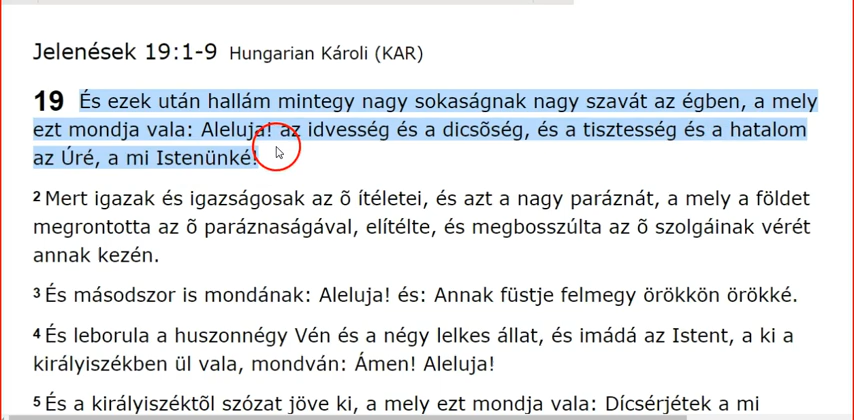 Jelenések 19:1-9 Hungarian Károli (KAR)
19 És ezek után hallám mintegy nagy sokaságnak nagy szavát az égben, a mely
ezt mondja vala: Aleluja! az idvesség és a dicsõség, és a tisztesség és a hatalom
az Úré, a mi Istenünké!
2 Mert igazak és igazságosak az õ ítéletei, és azt a nagy paráznát, a mely a földet
megrontotta az õ paráznaságával, elítélte, és megbosszúlta az õ szolgáinak vérét
annak kezén.
3 És másodszor is mondának: Aleluja! és: Annak füstje felmegy örökkön örökké.
4 És leborula a huszonnégy Vén és a négy lelkes állat, és imádá az Istent, a ki a
királyiszékben ül vala, mondván: Ámen! Aleluja!
5 És a királyiszéktõl szózat jöve ki, a mely ezt mondja vala: Dícsérjétek a mi